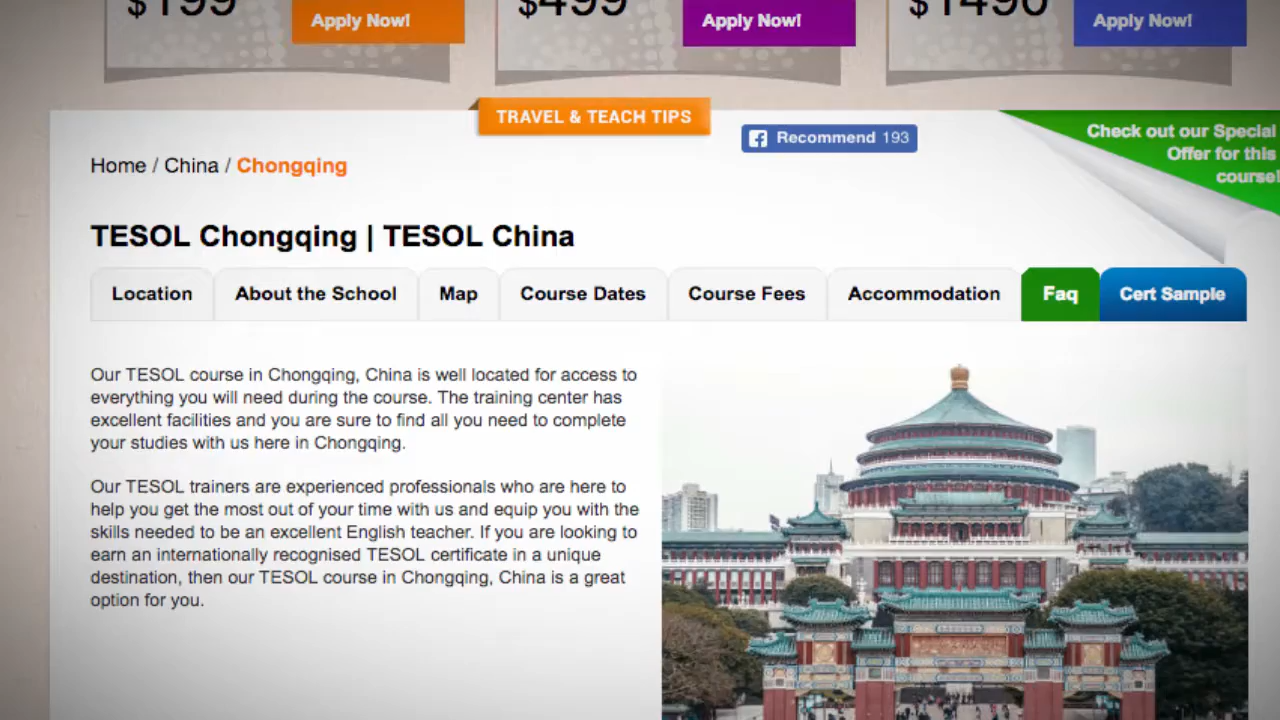 $199
Apply Now!
$499
Apply Now!
$1490
Apply Now!
TRAVEL & TEACH TIPS
Recommend 193
Check out our Special
Offer for this
course!
Home / China / Chongqing
TESOL Chongqing | TESOL China
Location
About the School
Map
Course Dates
Course Fees
Accommodation
Faq
Cert Sample
Our TESOL course in Chongqing, China is well located for access to
everything you will need during the course. The training center has
excellent facilities and you are sure to find all you need to complete
your studies with us here in Chongqing.
Our TESOL trainers are experienced professionals who are here to
help you get the most out of your time with us and equip you with the
skills needed to be an excellent English teacher. If you are looking to
earn an internationally recognised TESOL certificate in a unique
destination, then our TESOL course in Chongqing, China is a great
option for you.